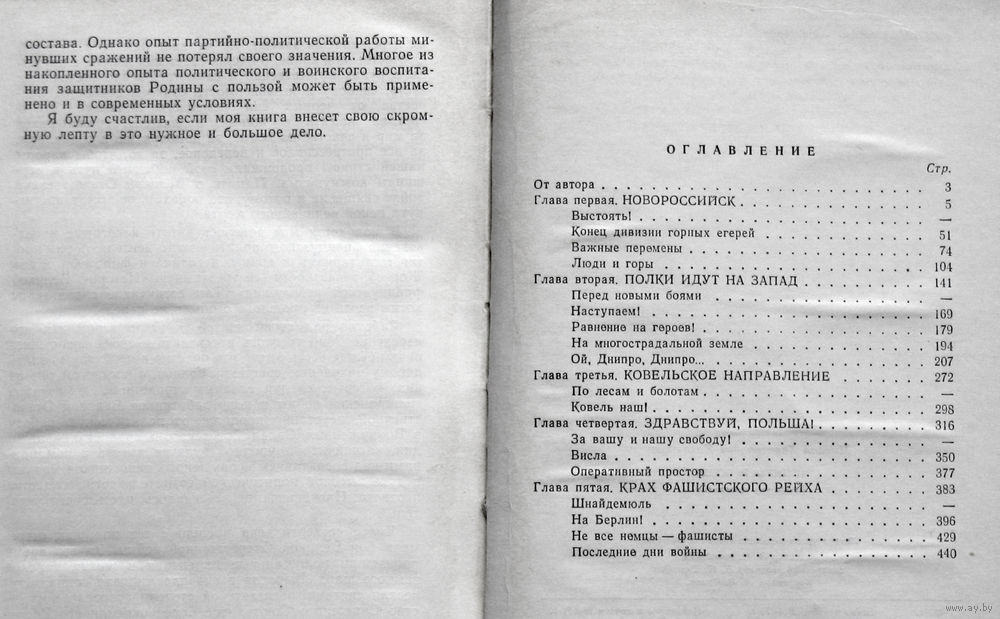 состава. Однако опыт партийно-политической работы ми-
нувших сражений не потерял своего значения. Многое из
накопленного опыта политического и воинского воспита-
ния защитников Родины с пользой может быть приме-
нено и в современных условиях.
Я буду счастлив, если моя книга внесет свою скром-
ную лепту в это нужное и большое дело.
ОГЛАВЛЕНИЕ
Стр.
От автора . . . . . . . . . . . . . . . . . . . . . 3
Глава первая. НОВОРОССИЙСК . . . . . . . . . . . . 5
Выстоять! . . . . . . . . . . . . . . . . . . . —
Конец дивизии горных егерей . . . . . . . . . . . 51
Важные перемены . . . . . . . . . . . . . . . . 74
Люди и горы . . . . . . . . . . . . . . . . . 104
Глава вторая. ПОЛКИ ИДУТ НА ЗАПАД . . . . . . . . 141
Перед новыми боями . . . . . . . . . . . . . . —
Наступаем! . . . . . . . . . . . . . . . . . . 169
Равнение на героев! . . . . . . . . . . . . . . . 179
На многострадальной земле . . . . . . . . . . . 194
Ой, Днипро, Днипро... . . . . . . . . . . . . . . 207
Глава третья. КОВЕЛЬСКОЕ НАПРАВЛЕНИЕ . . . . . . 272
По лесам и болотам . . . . . . . . . . . . . . . —
Ковель наш! . . . . . . . . . . . . . . . . . . 298
Глава четвертая. ЗДРАВСТВУЙ, ПОЛЬША! . . . . . . . 316
За вашу и нашу свободу! . . . . . . . . . . . . —
Висла . . . . . . . . . . . . . . . . . . . . . 350
Оперативный простор . . . . . . . . . . . . . . 377
Глава пятая. КРАХ ФАШИСТСКОГО РЕЙХА . . . . . . . 383
Шнайдемюль . . . . . . . . . . . . . . . . . —
На Берлин! . . . . . . . . . . . . . . . . . . 396
Не все немцы — фашисты . . . . . . . . . . . . 429
Последние дни войны . . . . . . . . . . . . . . 440
www.ay.by